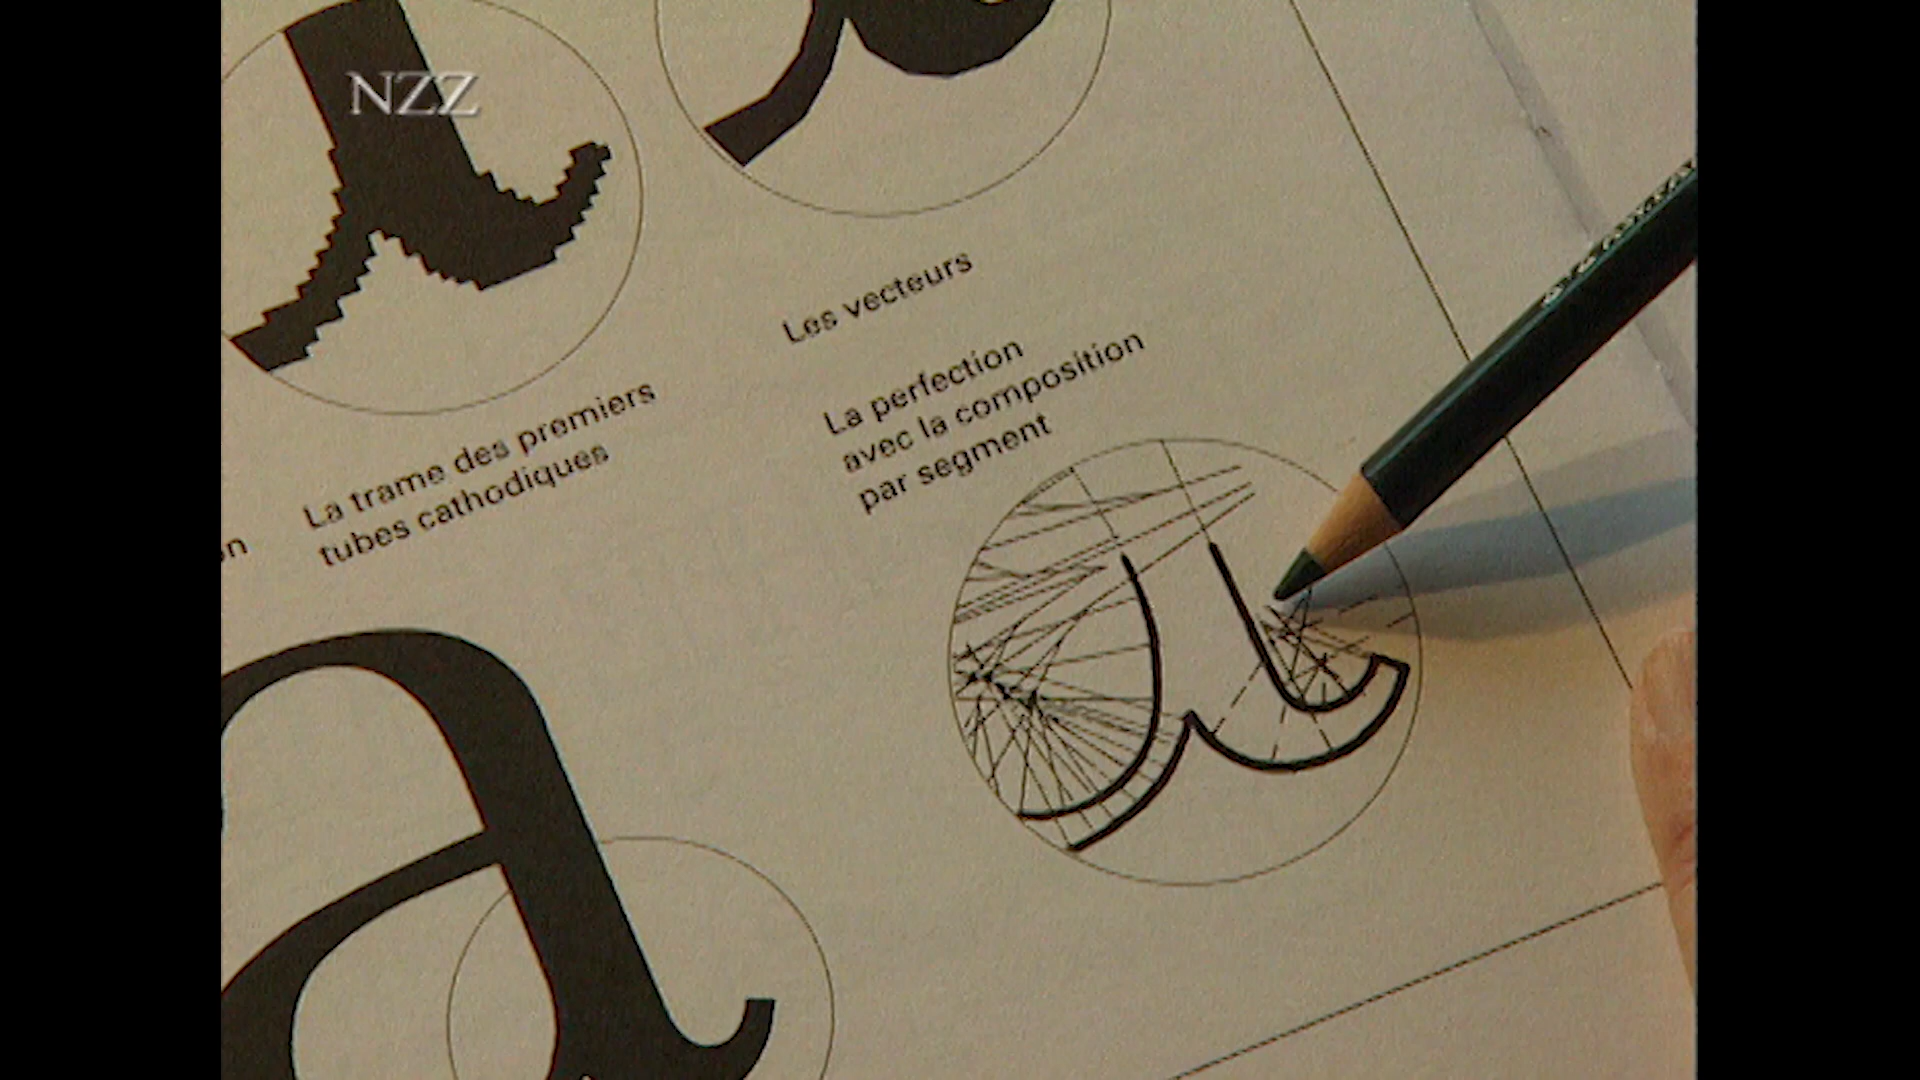 NZZ
Les vecteurs
La trame des premiers
tubes cathodiques
La perfection
avec la composition
par segment
a